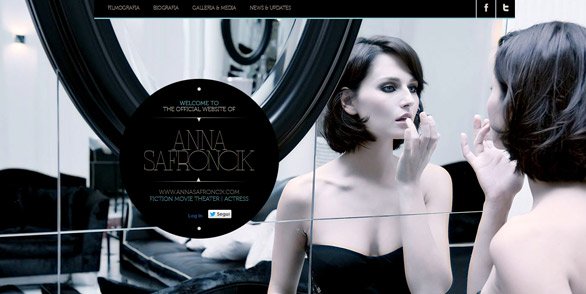 FILMOGRAFIA BIOGRAFIA GALLERIA & MEDIA NEWS & UPDATES f t
WELCOME TO
THE OFFICIAL WEBSITE OF
ANNA
SAFRONCIK
WWW.ANNASAFRONCIK.COM
FICTION MOVIE THEATER | ACTRESS
Log in Segui